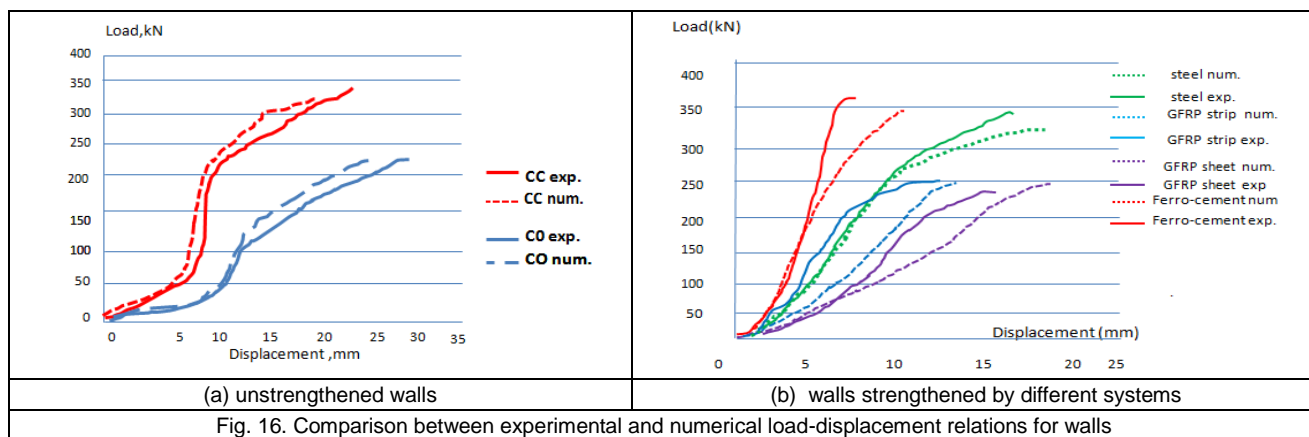 Load,kN
400
350
300
250
200
150
100
50
0
0 5 10 15 20 25 30 35
Displacement ,mm
CC exp.
CC num.
C0 exp.
CO num.
Load(kN)
400
350
300
250
200
150
100
50
0 5 10 15 20 25
Displacement (mm)
steel num.
steel exp.
GFRP strip num.
GFRP strip exp.
GFRP sheet num.
GFRP sheet exp
Ferro-cement num
Ferro-cement exp.
(a) unstrengthened walls
(b) walls strengthened by different systems
Fig. 16. Comparison between experimental and numerical load-displacement relations for walls